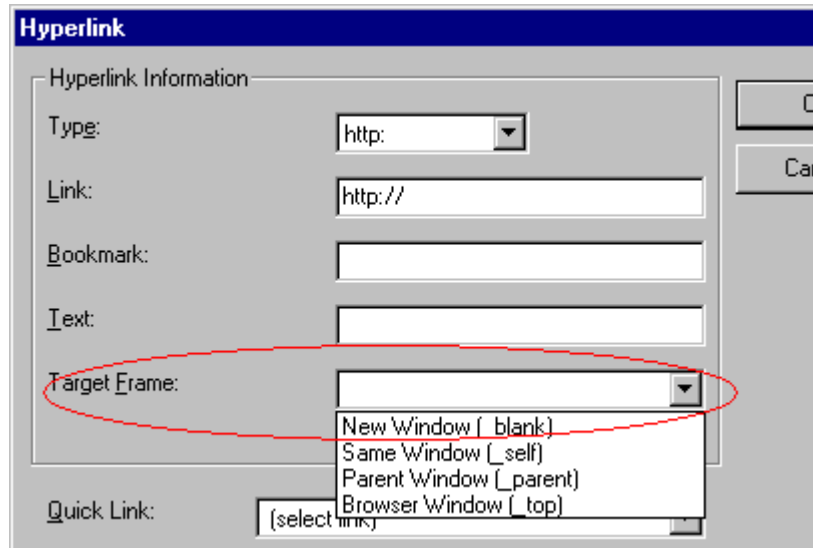 Hyperlink
Hyperlink Information
Type:
http:
Link:
http://
Bookmark:
Text:
Target Frame:
New Window (_blank)
Same Window (_self)
Parent Window (_parent)
Browser Window (_top)
Quick Link:
(select link)